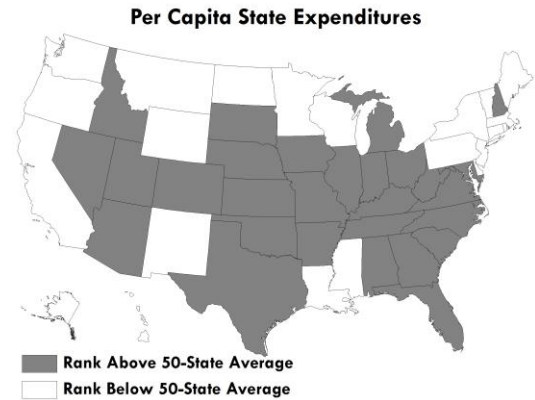 Per Capita State Expenditures
Rank Above 50-State Average
Rank Below 50-State Average